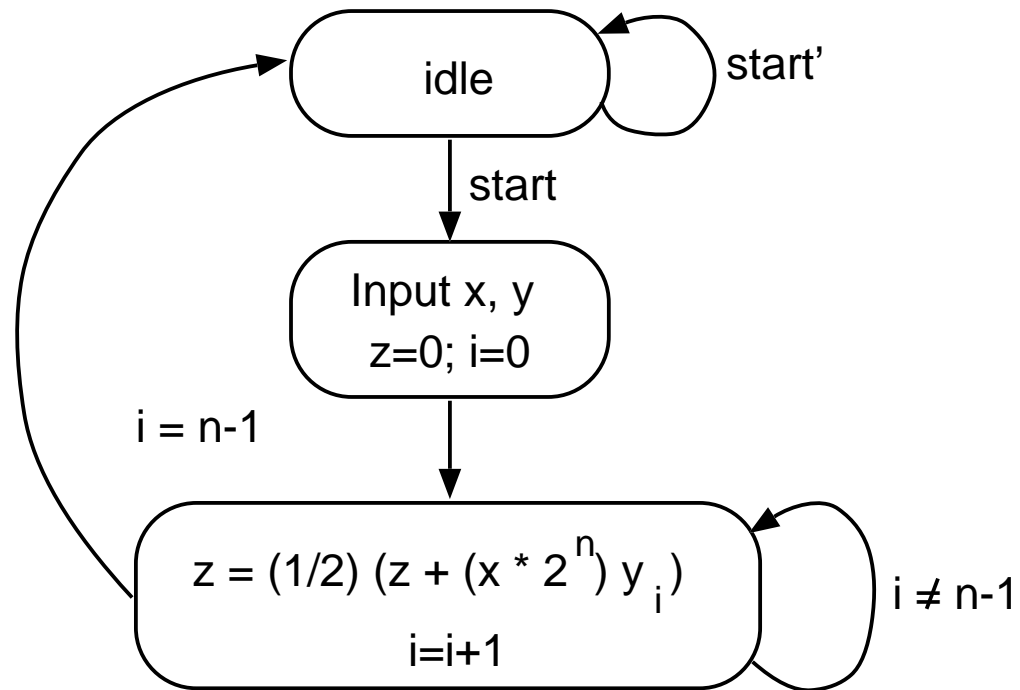 idle
start’
start
Input x, y
z=0; i=0
i = n-1
z = (1/2) (z + (x * 2^n) y_i)
i=i+1
i ≠ n-1